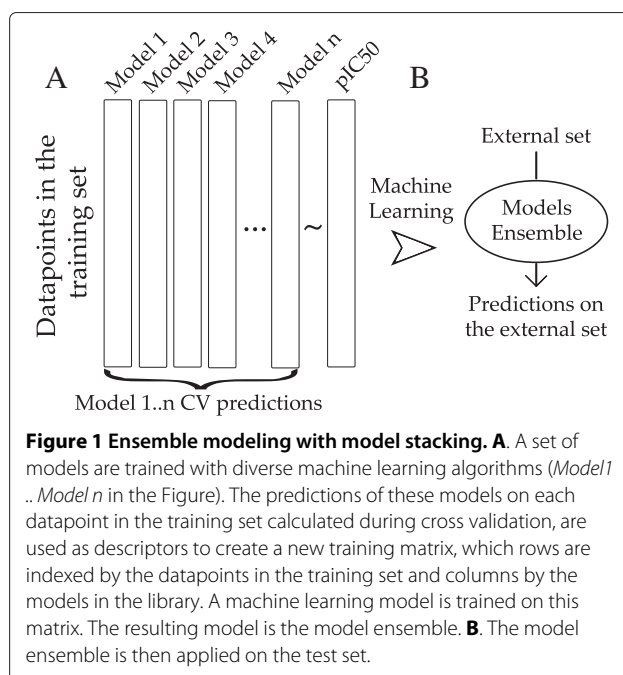 A
Model 1
Model 2
Model 3
Model 4
Model n
pIC50
B
Datapoints in the
training set
...
~
Machine
Learning
External set
Models
Ensemble
Predictions on
the external set
Model 1..n CV predictions
Figure 1 Ensemble modeling with model stacking. A. A set of
models are trained with diverse machine learning algorithms (Model1
.. Model n in the Figure). The predictions of these models on each
datapoint in the training set calculated during cross validation, are
used as descriptors to create a new training matrix, which rows are
indexed by the datapoints in the training set and columns by the
models in the library. A machine learning model is trained on this
matrix. The resulting model is the model ensemble. B. The model
ensemble is then applied on the test set.